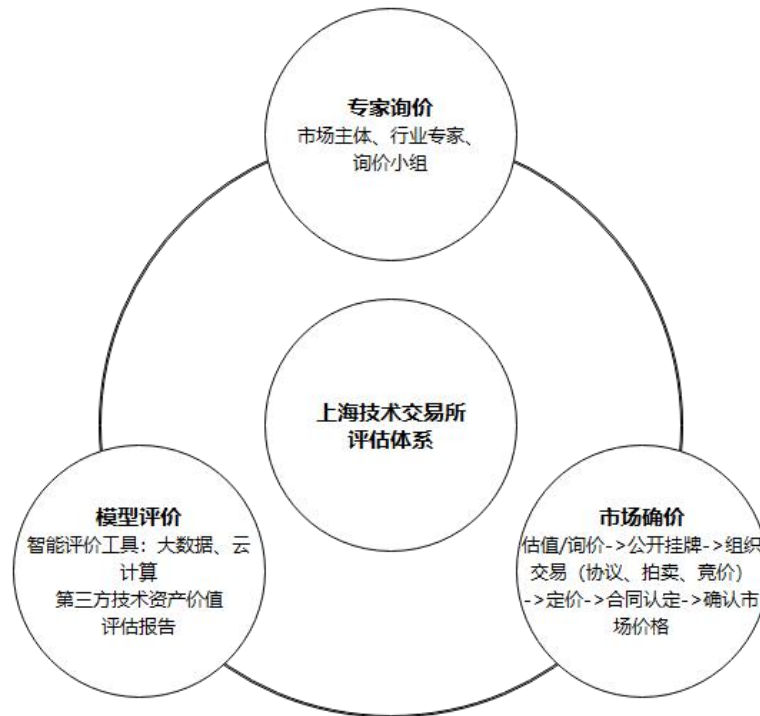 专家询价
市场主体、行业专家、
询价小组
上海技术交易所
评估体系
模型评价
智能评价工具：大数据、云
计算
第三方技术资产价值
评估报告
市场确价
估值/询价->公开挂牌->组织
交易（协议、拍卖、竞价）
->定价->合同认定->确认市
场价格